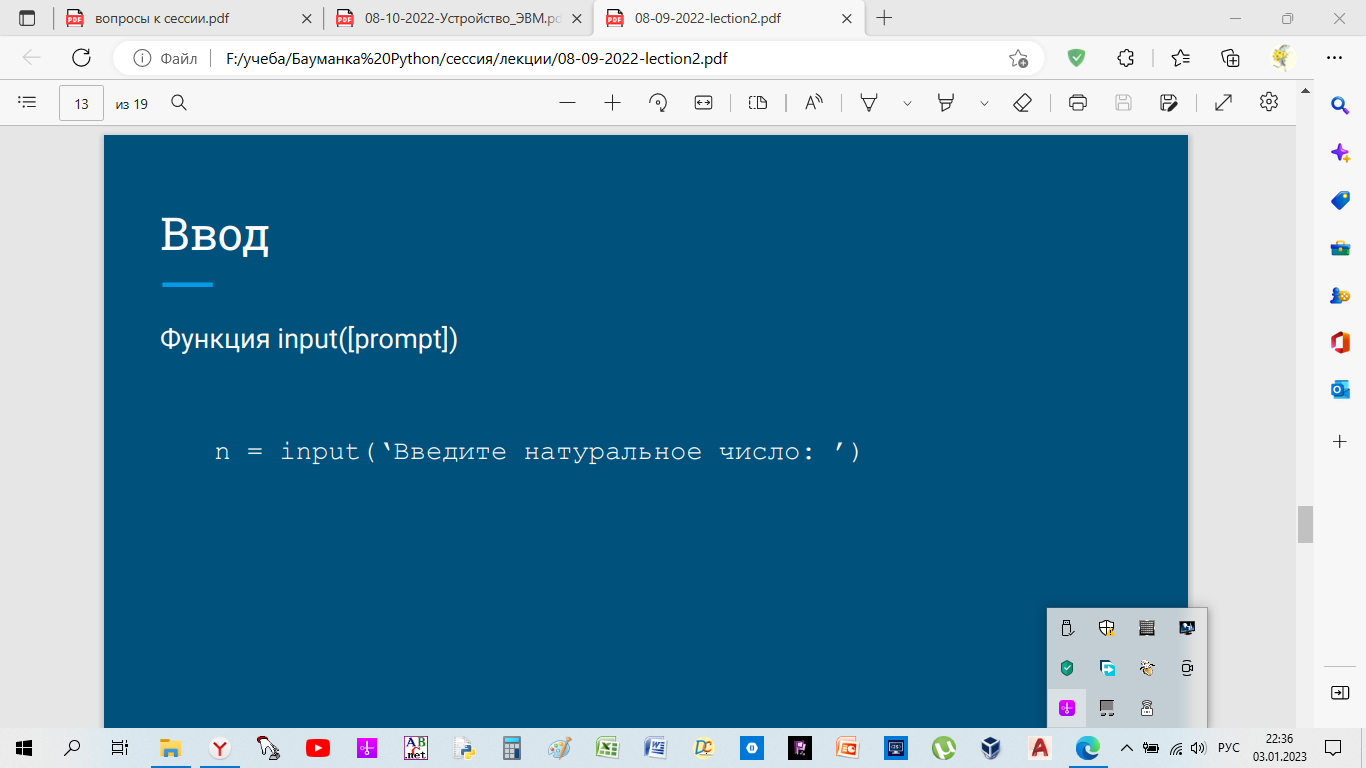 вопросы к сессии.pdf
08-10-2022-Устройство_ЭВМ.pd
08-09-2022-lection2.pdf
Файл
F:/учеба/Бауманка%20Python/сессия/лекции/08-09-2022-lection2.pdf
13 из 19
Ввод
Функция input([prompt])
n = input(‘Введите натуральное число: ’)
РУС
22:36
03.01.2023